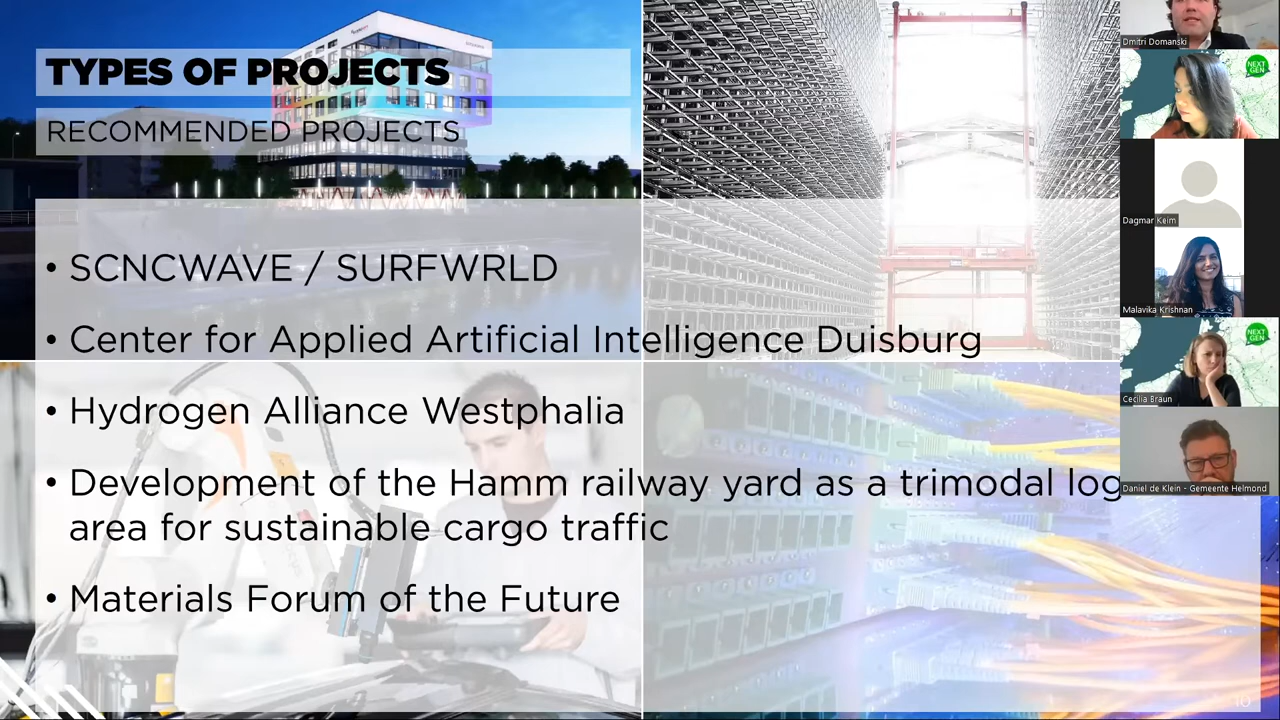 TYPES OF PROJECTS
RECOMMENDED PROJECTS
• SCNCWAVE / SURFWRLD
• Center for Applied Artificial Intelligence Duisburg
• Hydrogen Alliance Westphalia
• Development of the Hamm railway yard as a trimodal log
area for sustainable cargo traffic
• Materials Forum of the Future
10
Dmitri Domanski
NEXT
GEN
Dagmar Keim
Malavika Krishnan
NEXT
GEN
Cecilia Braun
Daniel de Klein - Gemeente Helmond